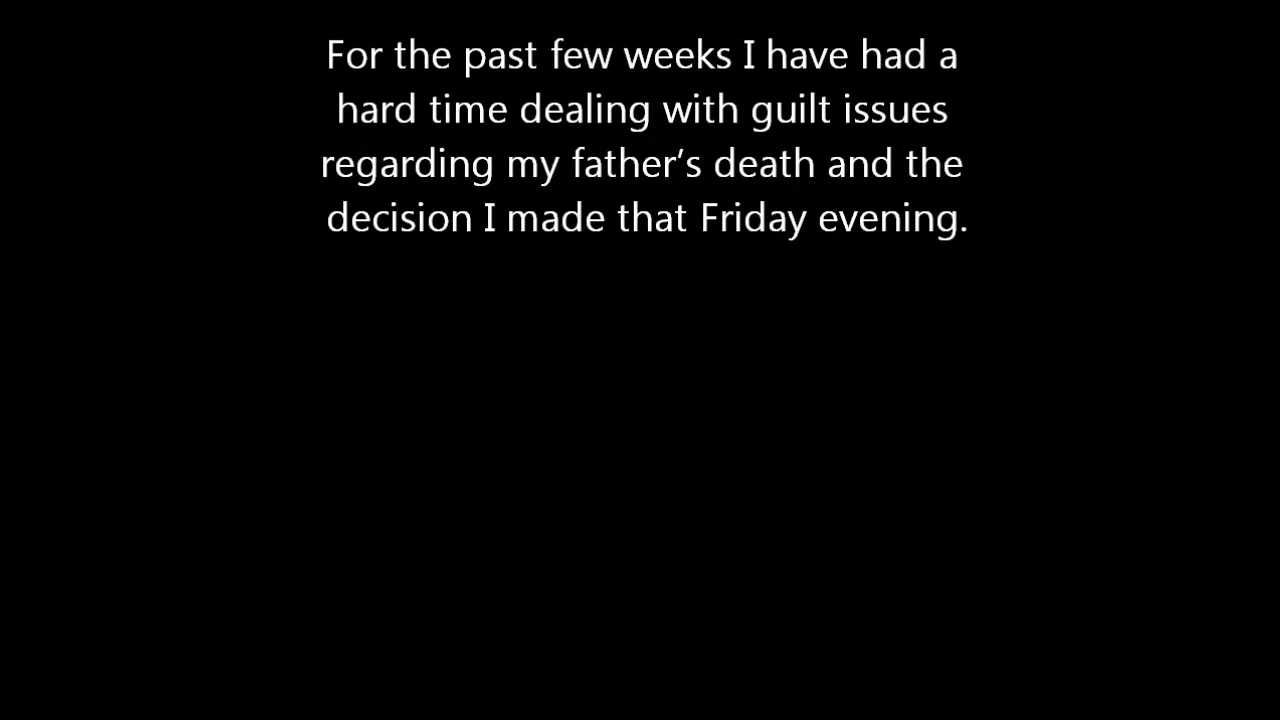 For the past few weeks I have had a
hard time dealing with guilt issues
regarding my father’s death and the
decision I made that Friday evening.